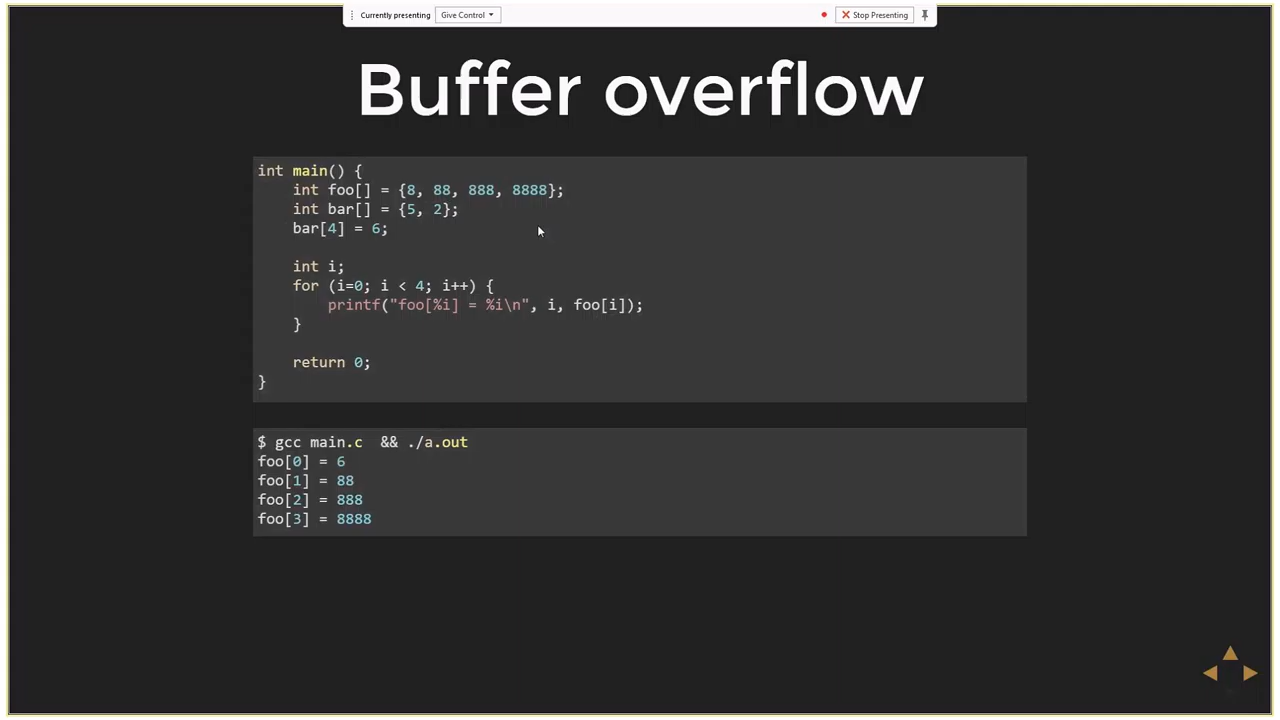 Currently presenting Give Control Stop Presenting
Buffer overflow
int main() {
    int foo[] = {8, 88, 888, 8888};
    int bar[] = {5, 2};
    bar[4] = 6;
    int i;
    for (i=0; i < 4; i++) {
        printf("foo[%i] = %i\n", i, foo[i]);
    }
    return 0;
}
$ gcc main.c  && ./a.out
foo[0] = 6
foo[1] = 88
foo[2] = 888
foo[3] = 8888